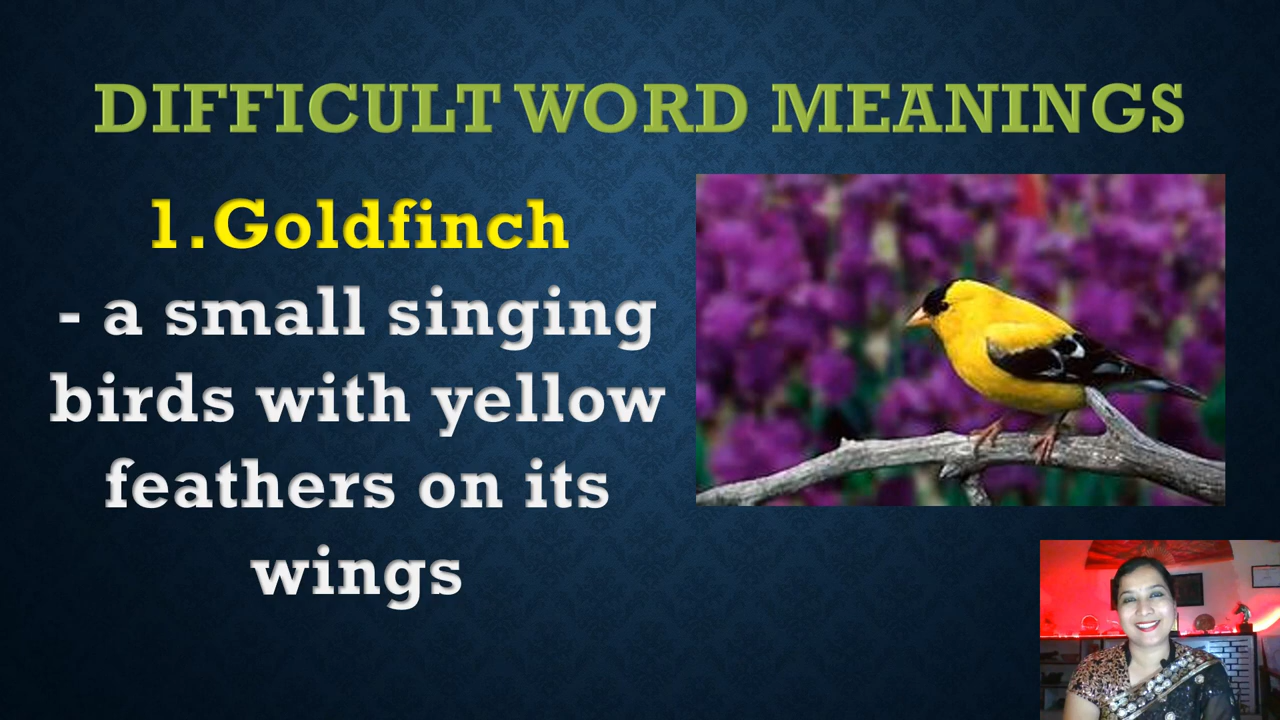 DIFFICULT WORD MEANINGS
1.Goldfinch
- a small singing
birds with yellow
feathers on its
wings